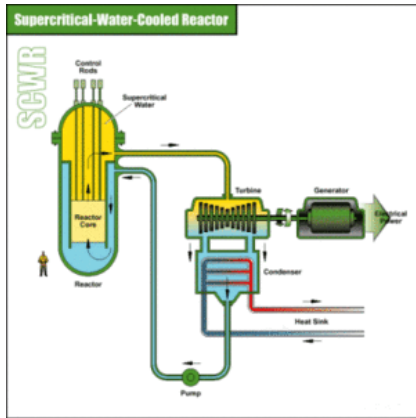 Supercritical-Water-Cooled Reactor
SCWR
Control
Rods
Supercritical
Water
Turbine
Generator
Electrical
Power
Reactor
Core
Condenser
Reactor
Heat Sink
Pump